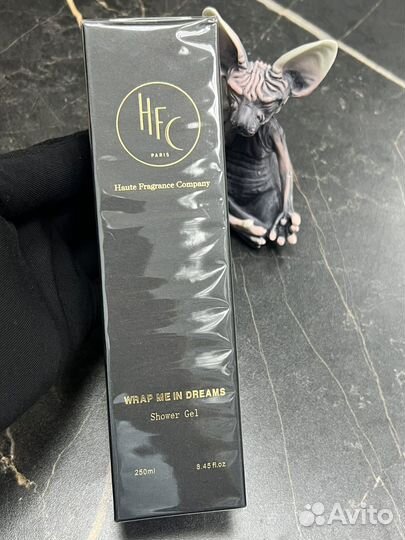 HFC
PARIS
Haute Fragrance Company
WRAP ME IN DREAMS
Shower Gel
250ml 8.45 fl.oz
Avito